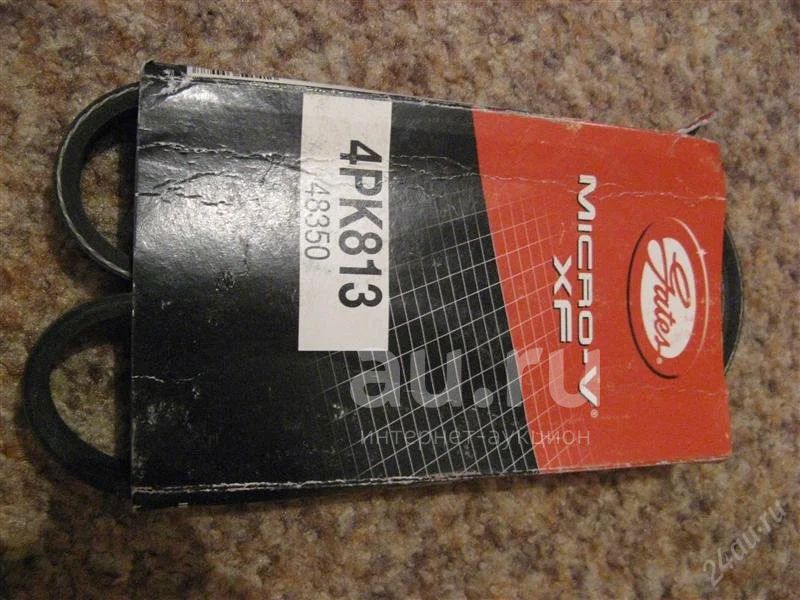 Gates®
MICRO-V®
XF
4PK813
48350
au.ru
интернет-аукцион
24au.ru